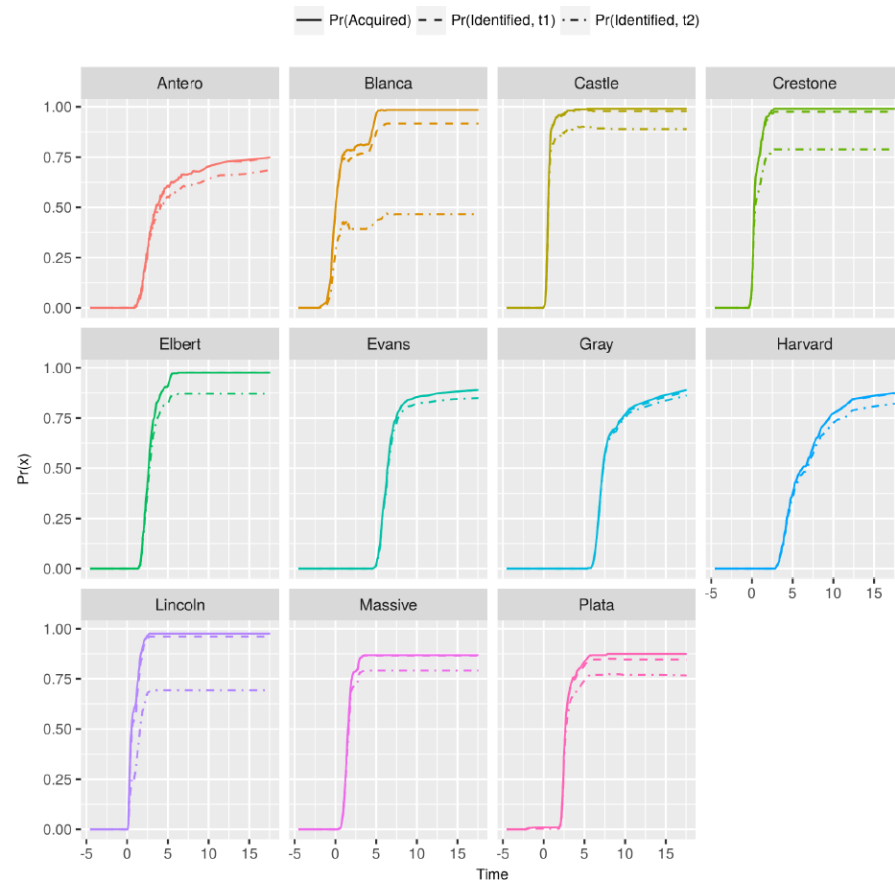 Pr(Acquired) Pr(Identified, t1) Pr(Identified, t2)
Antero Blanca Castle Crestone
1.00
0.75
0.50
0.25
0.00
Elbert Evans Gray Harvard
1.00
0.75
0.50
0.25
0.00
Pr(x)
-5 0 5 10 15
Lincoln Massive Plata
1.00
0.75
0.50
0.25
0.00
-5 0 5 10 15 -5 0 5 10 15 -5 0 5 10 15
Time